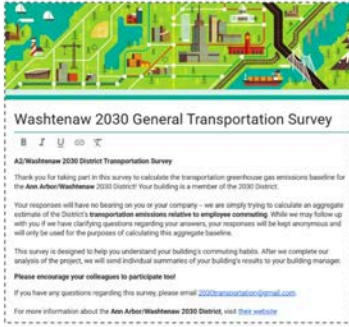 Washtenaw 2030 General Transportation Survey
B I U
A2/Washtenaw 2030 District Transportation Survey
Thank you for taking part in this survey to calculate the transportation greenhouse gas emissions baseline for
the Ann Arbor/Washtenaw 2030 District! Your building is a member of the 2030 District.
Your responses will have no bearing on you or your company – we are simply trying to calculate an aggregate
estimate of the District's transportation emissions relative to employee commuting. While we may follow up
with you if we have clarifying questions regarding your answers, your responses will be kept anonymous and
will only be used for the purposes of calculating this aggregate baseline.
This survey is designed to help you understand your building's commuting habits. After we complete our
analysis of the project, we will send individual summaries of your building's results to your building manager.
Please encourage your colleagues to participate too!
If you have any questions regarding this survey, please email 2030transportation@gmail.com.
For more information about the Ann Arbor/Washtenaw 2030 District, visit their website